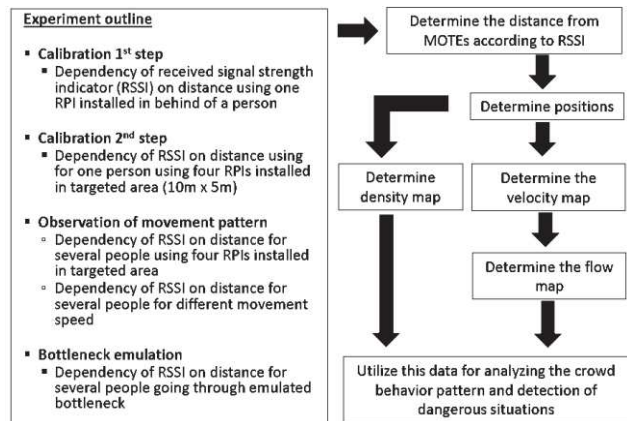 Experiment outline
▪ Calibration 1st step
▪ Dependency of received signal strength
indicator (RSSI) on distance using one
RPI installed in behind of a person
▪ Calibration 2nd step
▪ Dependency of RSSI on distance using
for one person using four RPIs installed
in targeted area (10m x 5m)
▪ Observation of movement pattern
▫ Dependency of RSSI on distance for
several people using four RPIs installed
in targeted area
▫ Dependency of RSSI on distance for
several people for different movement
speed
▪ Bottleneck emulation
▪ Dependency of RSSI on distance for
several people going through emulated
bottleneck
Determine the distance from
MOTEs according to RSSI
Determine positions
Determine
density map
Determine the
velocity map
Determine the flow
map
Utilize this data for analyzing the crowd
behavior pattern and detection of
dangerous situations